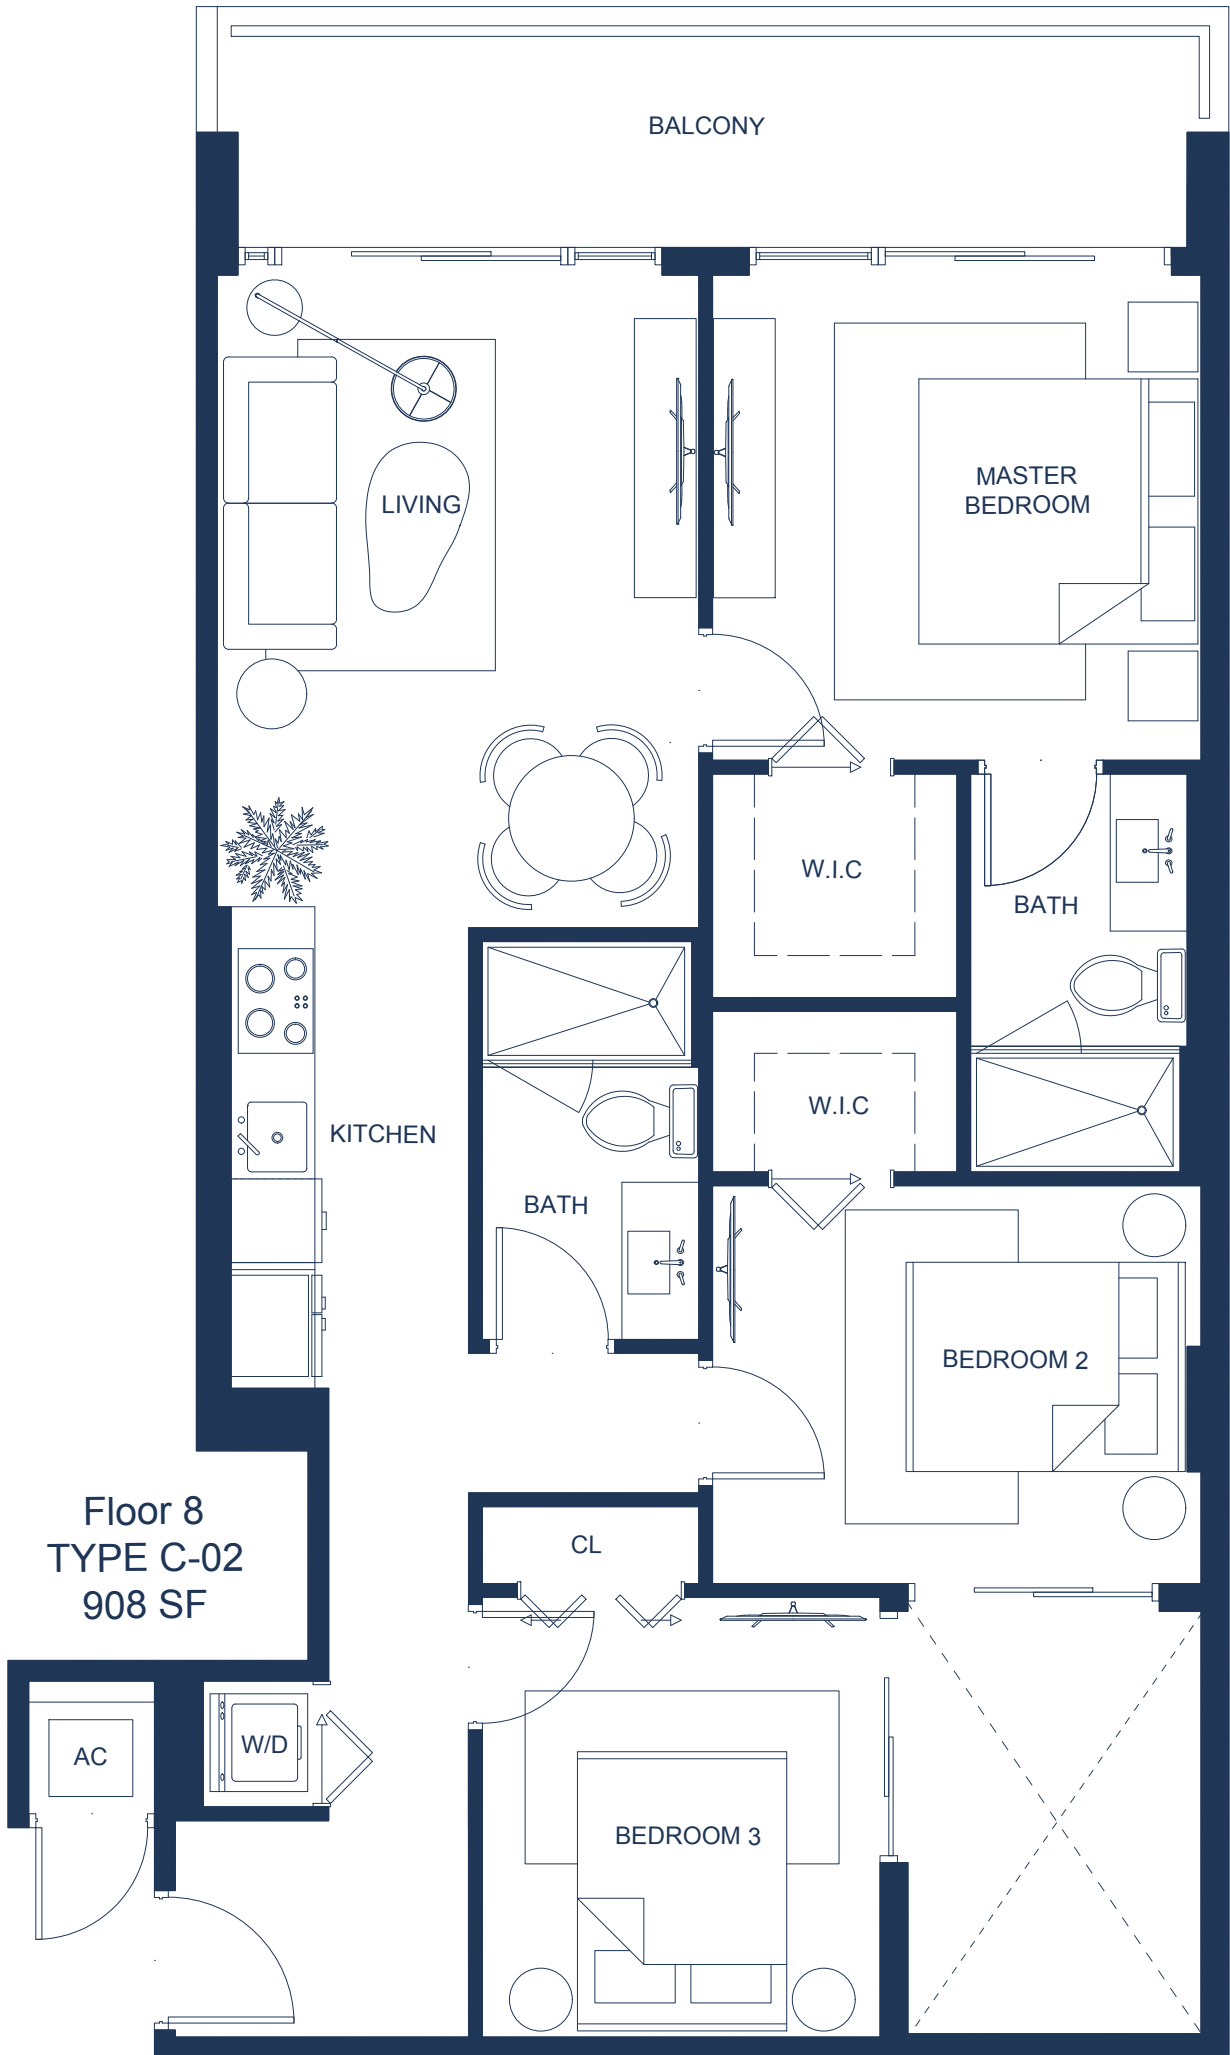 BALCONY
LIVING
MASTER
BEDROOM
W.I.C
BATH
KITCHEN
W.I.C
BATH
BEDROOM 2
Floor 8
TYPE C-02
908 SF
CL
AC
W/D
BEDROOM 3